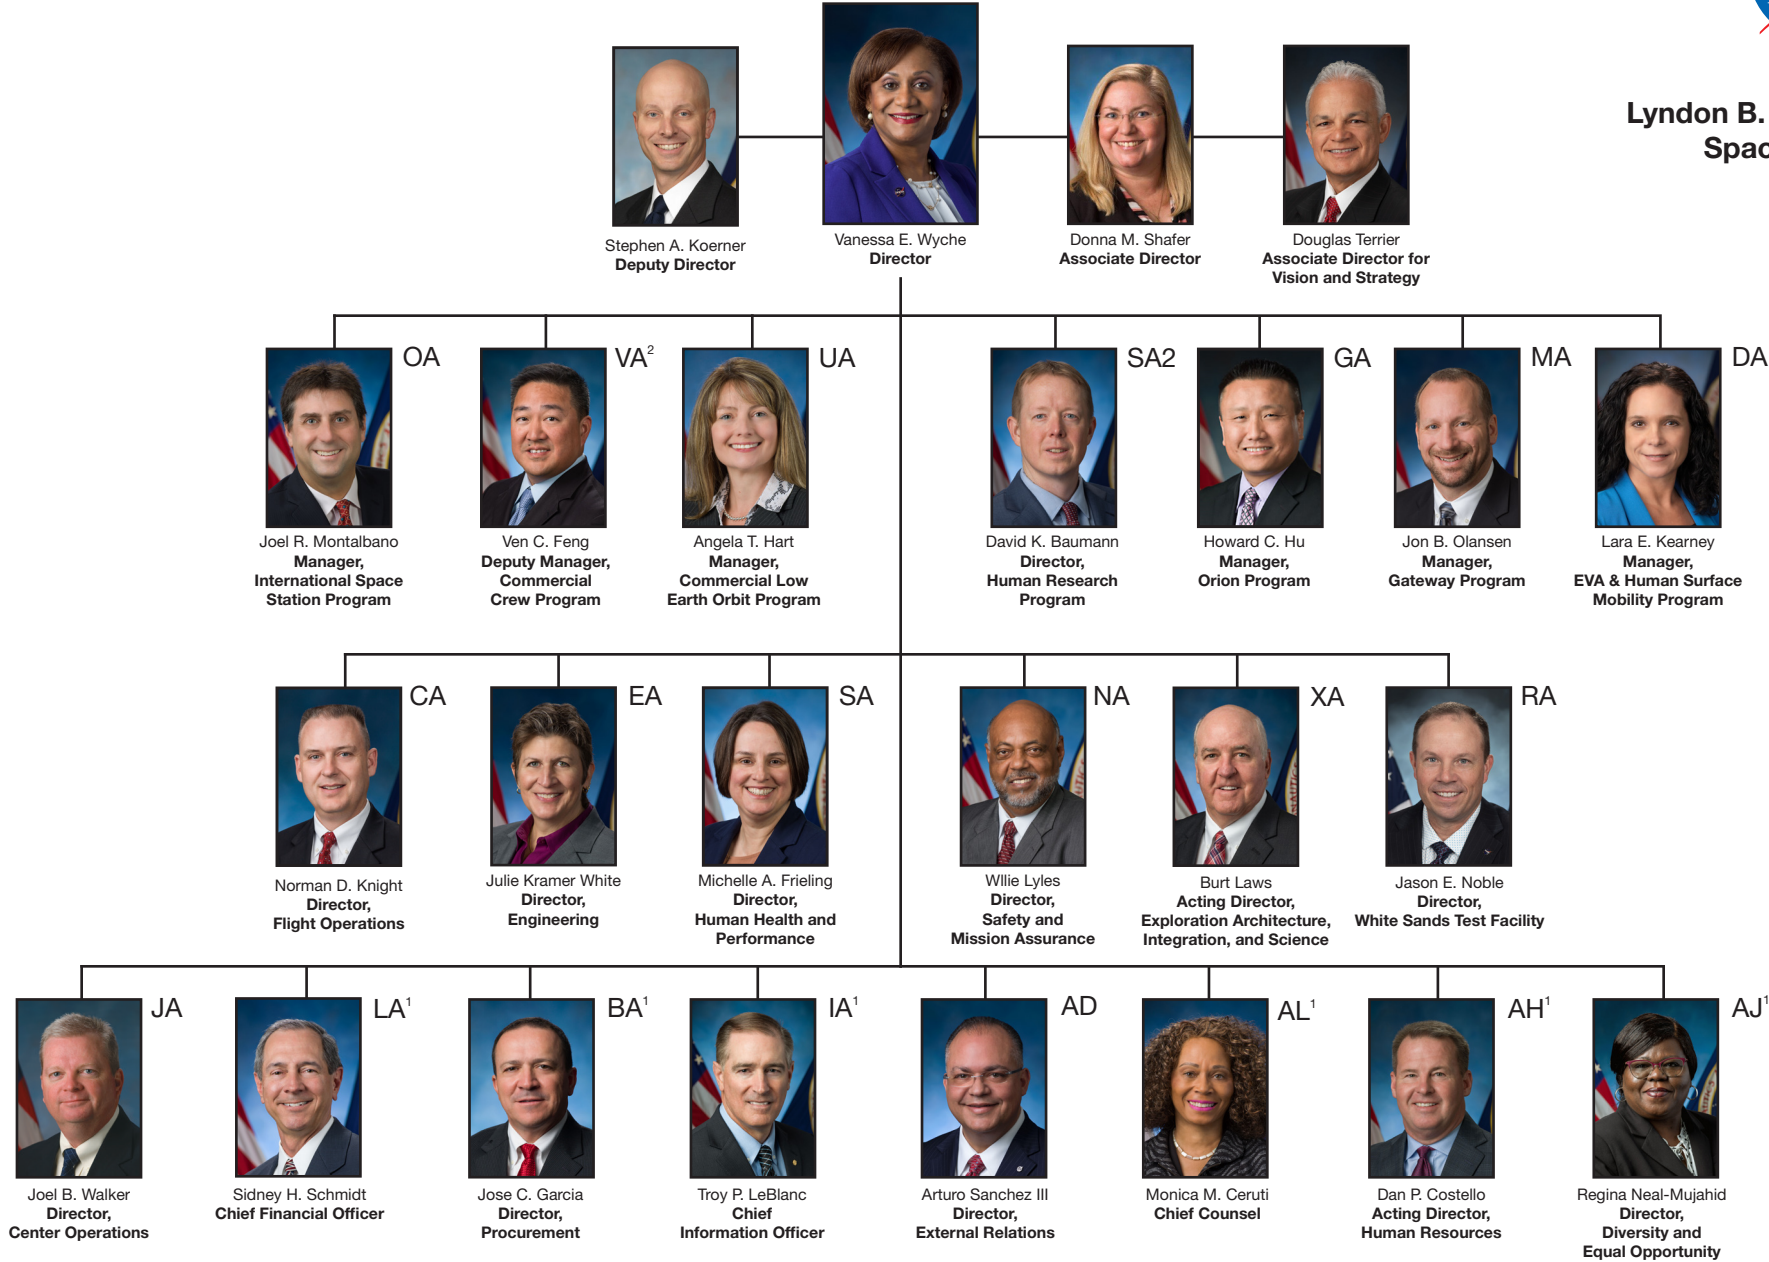 Lyndon B.
Spac
Stephen A. Koerner
Deputy Director
Vanessa E. Wyche
Director
Donna M. Shafer
Associate Director
Douglas Terrier
Associate Director for
Vision and Strategy
OA
Joel R. Montalbano
Manager,
International Space
Station Program
VA²
Ven C. Feng
Deputy Manager,
Commercial
Crew Program
UA
Angela T. Hart
Manager,
Commercial Low
Earth Orbit Program
SA2
David K. Baumann
Director,
Human Research
Program
GA
Howard C. Hu
Manager,
Orion Program
MA
Jon B. Olansen
Manager,
Gateway Program
DA
Lara E. Kearney
Manager,
EVA & Human Surface
Mobility Program
CA
Norman D. Knight
Director,
Flight Operations
EA
Julie Kramer White
Director,
Engineering
SA
Michelle A. Frieling
Director,
Human Health and
Performance
NA
Wllie Lyles
Director,
Safety and
Mission Assurance
XA
Burt Laws
Acting Director,
Exploration Architecture,
Integration, and Science
RA
Jason E. Noble
Director,
White Sands Test Facility
JA
Joel B. Walker
Director,
Center Operations
LA¹
Sidney H. Schmidt
Chief Financial Officer
BA¹
Jose C. Garcia
Director,
Procurement
IA¹
Troy P. LeBlanc
Chief
Information Officer
AD
Arturo Sanchez III
Director,
External Relations
AL¹
Monica M. Ceruti
Chief Counsel
AH¹
Dan P. Costello
Acting Director,
Human Resources
AJ¹
Regina Neal-Mujahid
Director,
Diversity and
Equal Opportunity